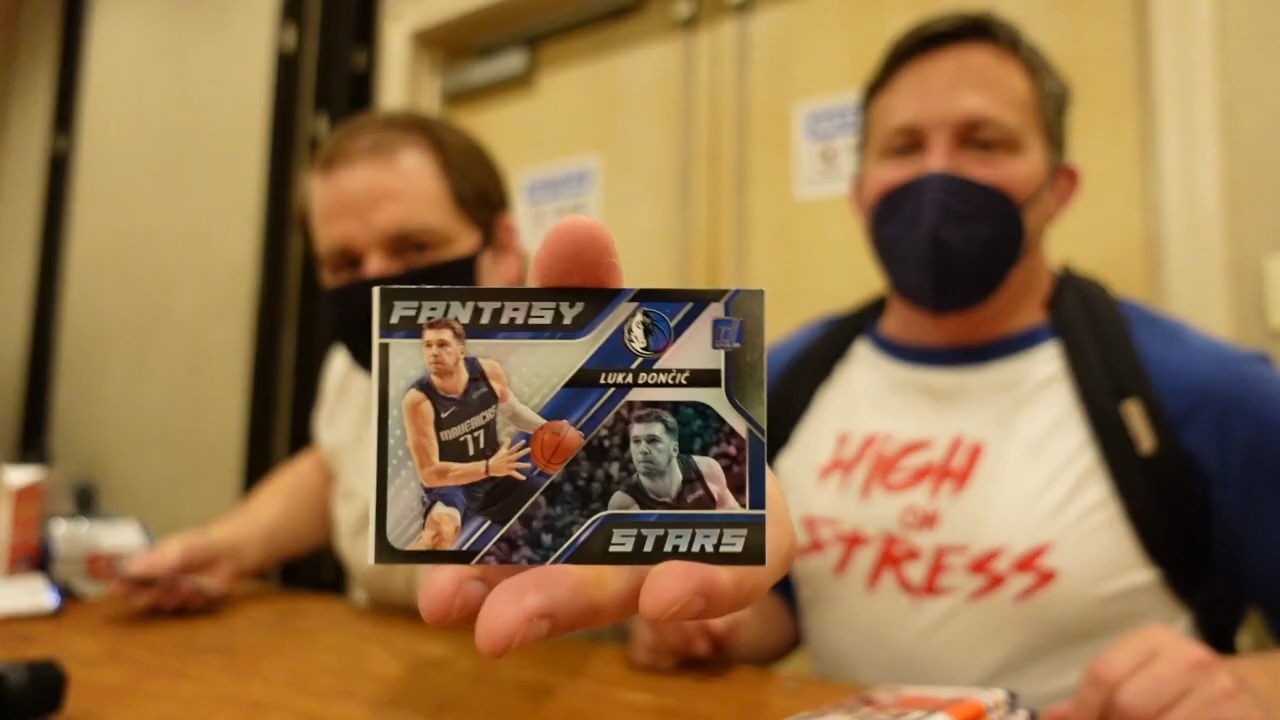 FANTASY
LUKA DONČIĆ
MAVERICKS
77
STARS
HIGH
ON
STRESS